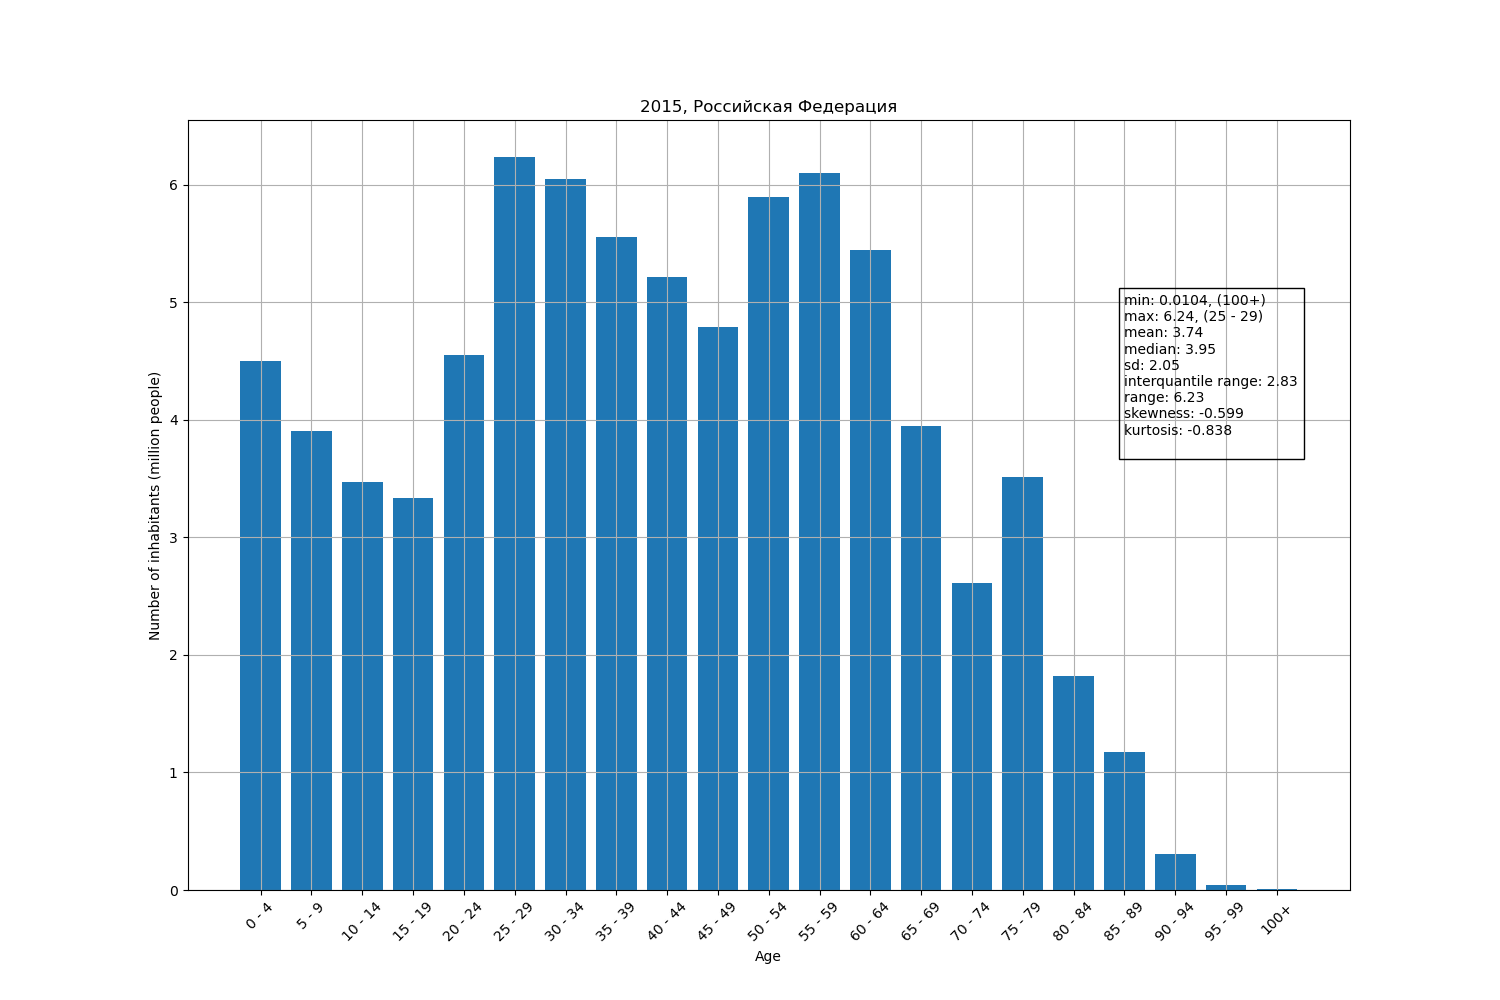 2015, Российская Федерация
Number of inhabitants (million people)
6
5
4
3
2
1
0
min: 0.0104, (100+)
max: 6.24, (25 - 29)
mean: 3.74
median: 3.95
sd: 2.05
interquantile range: 2.83
range: 6.23
skewness: -0.599
kurtosis: -0.838
0 - 4
5 - 9
10 - 14
15 - 19
20 - 24
25 - 29
30 - 34
35 - 39
40 - 44
45 - 49
50 - 54
55 - 59
60 - 64
65 - 69
70 - 74
75 - 79
80 - 84
85 - 89
90 - 94
95 - 99
100+
Age